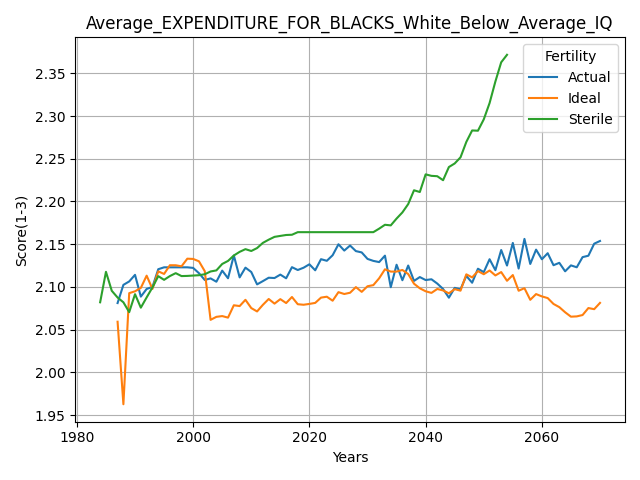 Average_EXPENDITURE_FOR_BLACKS_White_Below_Average_IQ
Fertility
Actual
Ideal
Sterile
Score(1-3)
2.35
2.30
2.25
2.20
2.15
2.10
2.05
2.00
1.95
1980
2000
2020
2040
2060
Years